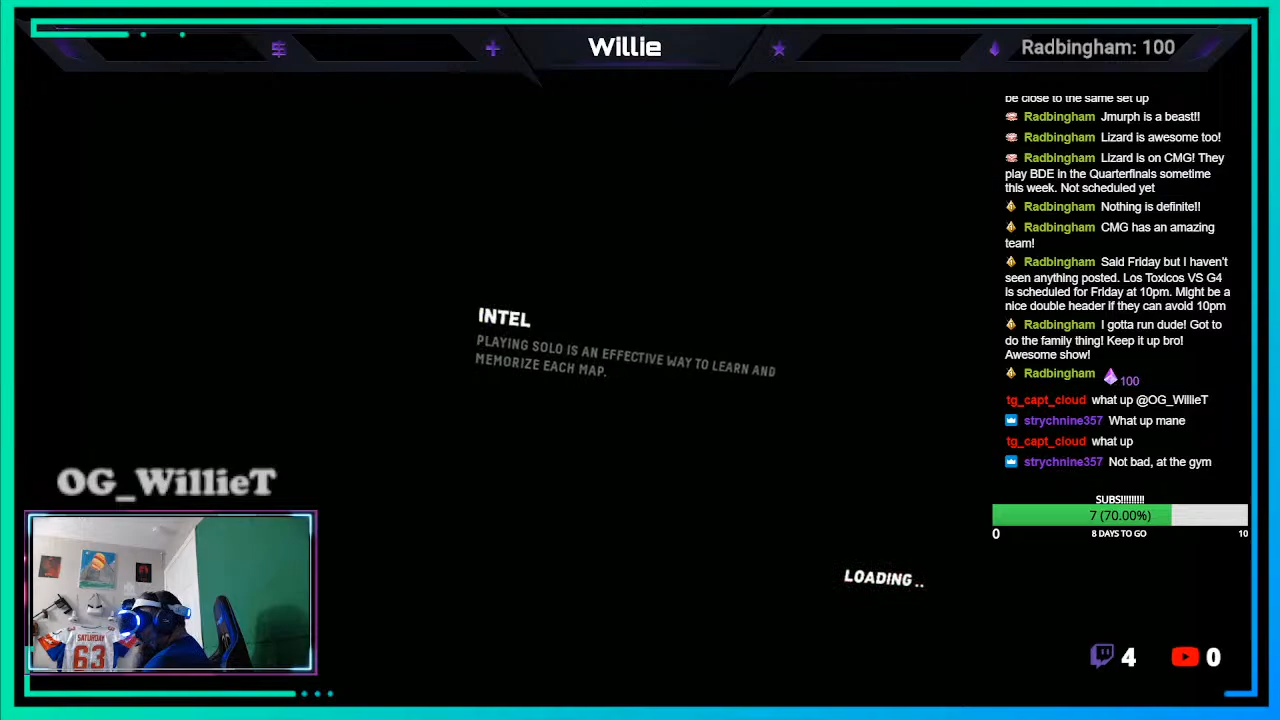 Willie
Radbingham: 100
be close to the same set up
Radbingham Jmurph is a beast!!
Radbingham Lizard is awesome too!
Radbingham Lizard is on CMG! They
play BDE in the Quarterfinals sometime
this week. Not scheduled yet
Radbingham Nothing is definite!!
Radbingham CMG has an amazing
team!
Radbingham Said Friday but I haven't
seen anything posted. Los Toxicos VS G4
is scheduled for Friday at 10pm. Might be a
nice double header if they can avoid 10pm
Radbingham I gotta run dude! Got to
do the family thing! Keep it up bro!
Awesome show!
Radbingham 100
tg_capt_cloud what up @OG_WillieT
strychnine357 What up mane
tg_capt_cloud what up
strychnine357 Not bad, at the gym
INTEL
PLAYING SOLO IS AN EFFECTIVE WAY TO LEARN AND
MEMORIZE EACH MAP.
OG_WillieT
SUBS!!!!!!!!!
7 (70.00%)
0 8 DAYS TO GO 10
LOADING..
SATURDAY
63
4 0